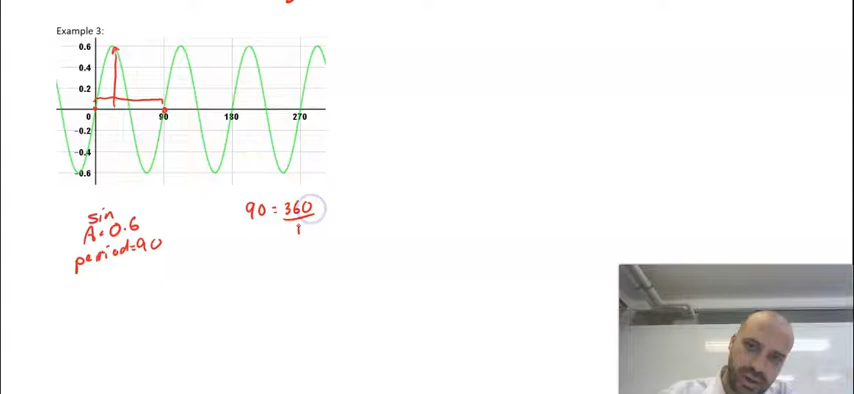 Example 3:
0.6
0.4
0.2
0
90
180
270
−0.2
−0.4
−0.6
sin
A = 0.6
period = 90
90 = 360